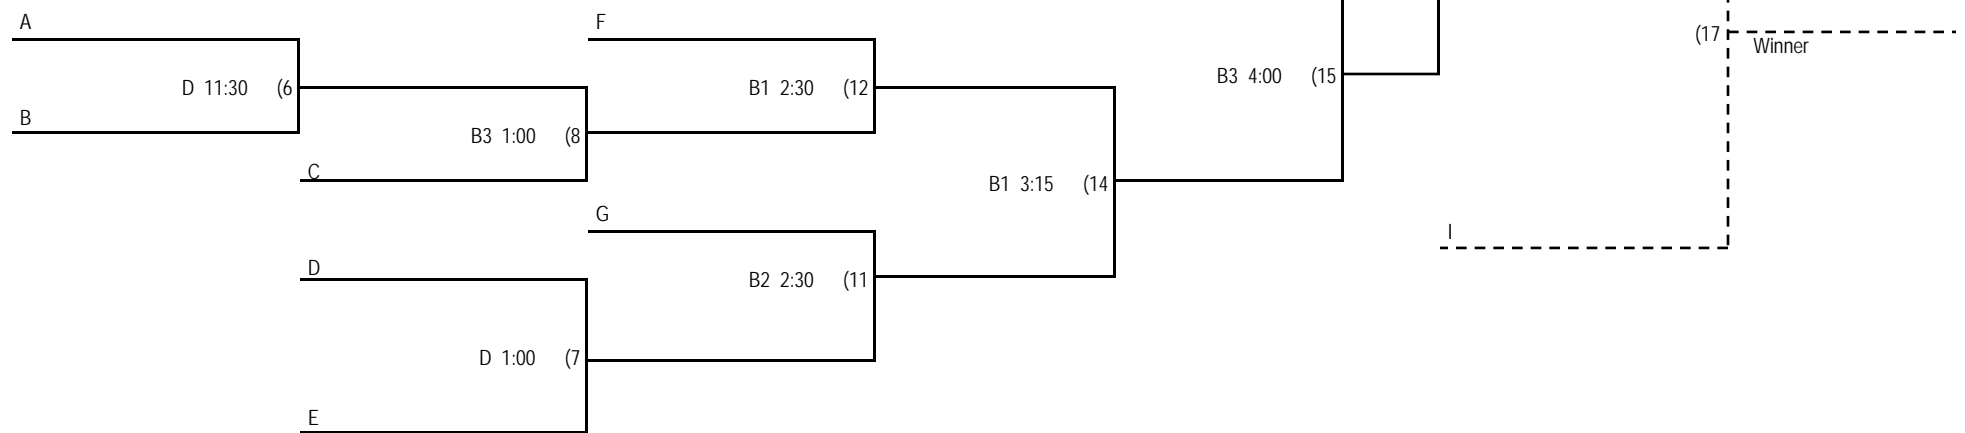 A
F
(17
Winner
B3 4:00 (15
D 11:30 (6
B1 2:30 (12
B
B3 1:00 (8
C
B1 3:15 (14
G
I
D
B2 2:30 (11
D 1:00 (7
E